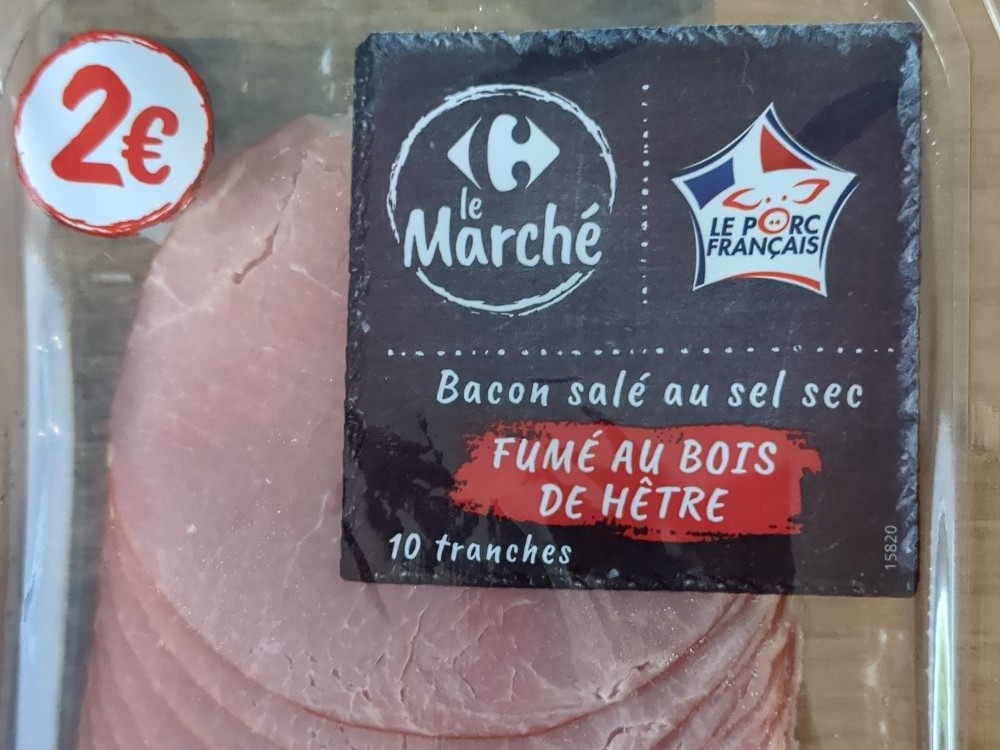 2€
le
Marché
LE PORC
FRANÇAIS
Bacon salé au sel sec
FUMÉ AU BOIS
DE HÊTRE
10 tranches
15820